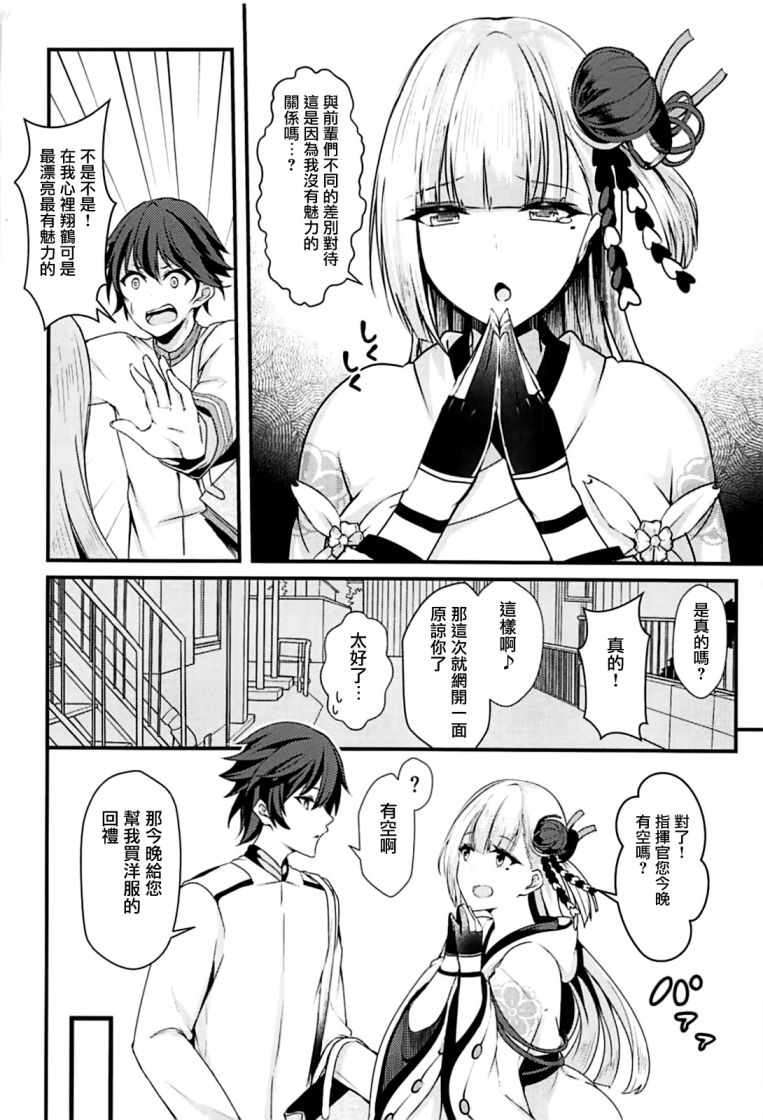 與前輩們不同的差別對待
這是因為我沒有魅力的
關係嗎…?
しく
しく
不是不是!
在我心裡翔鶴可是
最漂亮最有魅力的
是真的嗎?
真的!
這樣啊♪
那這次就網開一面
原諒你了
太好了…
對了!
指揮官您今晚
有空嗎?
?
有空啊
那今晚給您
幫我買洋服的
回禮